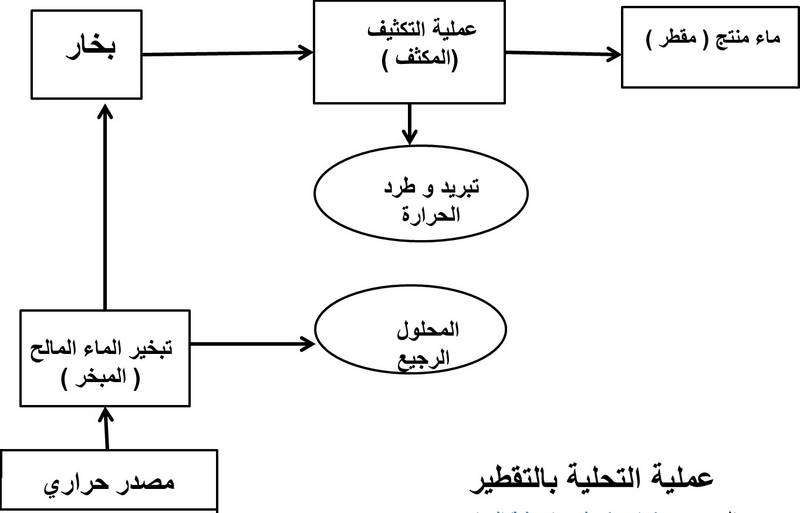 بخار
عملية التكثيف
(المكثف )
ماء منتج ( مقطر )
تبريد و طرد
الحرارة
المحلول
الرجيع
تبخير الماء المالح
( المبخر )
مصدر حراري
عملية التحلية بالتقطير